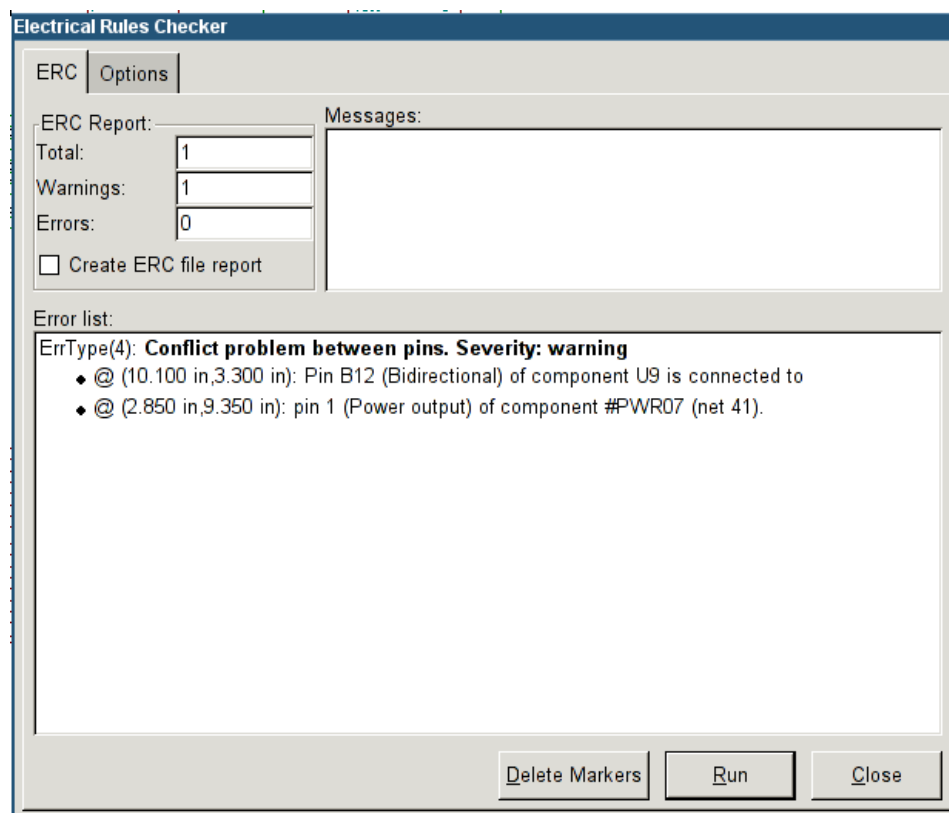 Electrical Rules Checker
ERC Options
ERC Report:
Total: 1
Warnings: 1
Errors: 0
Create ERC file report
Messages:
Error list:
ErrType(4): Conflict problem between pins. Severity: warning
@ (10.100 in,3.300 in): Pin B12 (Bidirectional) of component U9 is connected to
@ (2.850 in,9.350 in): pin 1 (Power output) of component #PWR07 (net 41).
Delete Markers Run Close